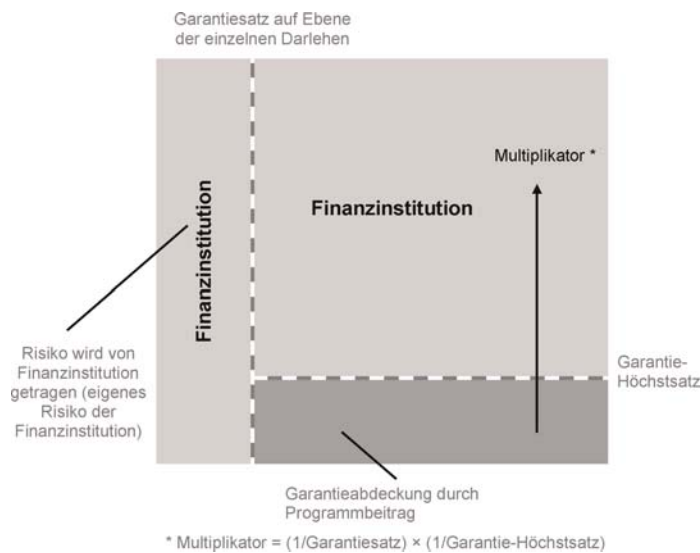 Garantiesatz auf Ebene
der einzelnen Darlehen
Multiplikator *
Finanzinstitution
Finanzinstitution
Risiko wird von
Finanzinstitution
getragen (eigenes
Risiko der
Finanzinstitution)
Garantie-
Höchstsatz
Garantieabdeckung durch
Programmbeitrag
* Multiplikator = (1/Garantiesatz) × (1/Garantie-Höchstsatz)